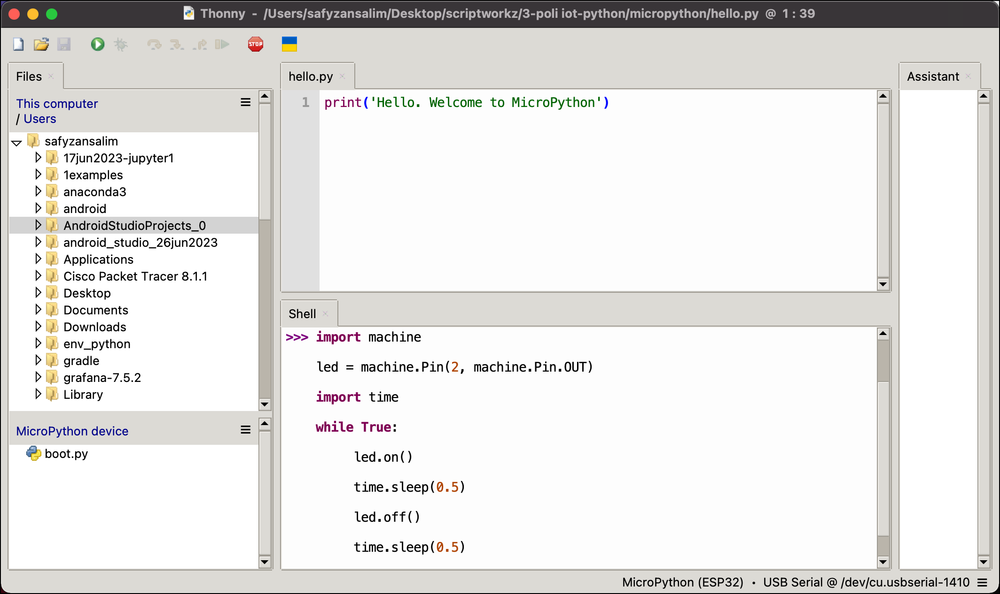 Thonny - /Users/safyzansalim/Desktop/scriptworkz/3-poli iot-python/micropython/hello.py @ 1 : 39
STOP
Files
This computer
/ Users
safyzansalim
17jun2023-jupyter1
1examples
anaconda3
android
AndroidStudioProjects_0
android_studio_26jun2023
Applications
Cisco Packet Tracer 8.1.1
Desktop
Documents
Downloads
env_python
gradle
grafana-7.5.2
Library
MicroPython device
boot.py
hello.py
1 print('Hello. Welcome to MicroPython')
Shell
>>> import machine
led = machine.Pin(2, machine.Pin.OUT)
import time
while True:
led.on()
time.sleep(0.5)
led.off()
time.sleep(0.5)
Assistant
MicroPython (ESP32) • USB Serial @ /dev/cu.usbserial-1410